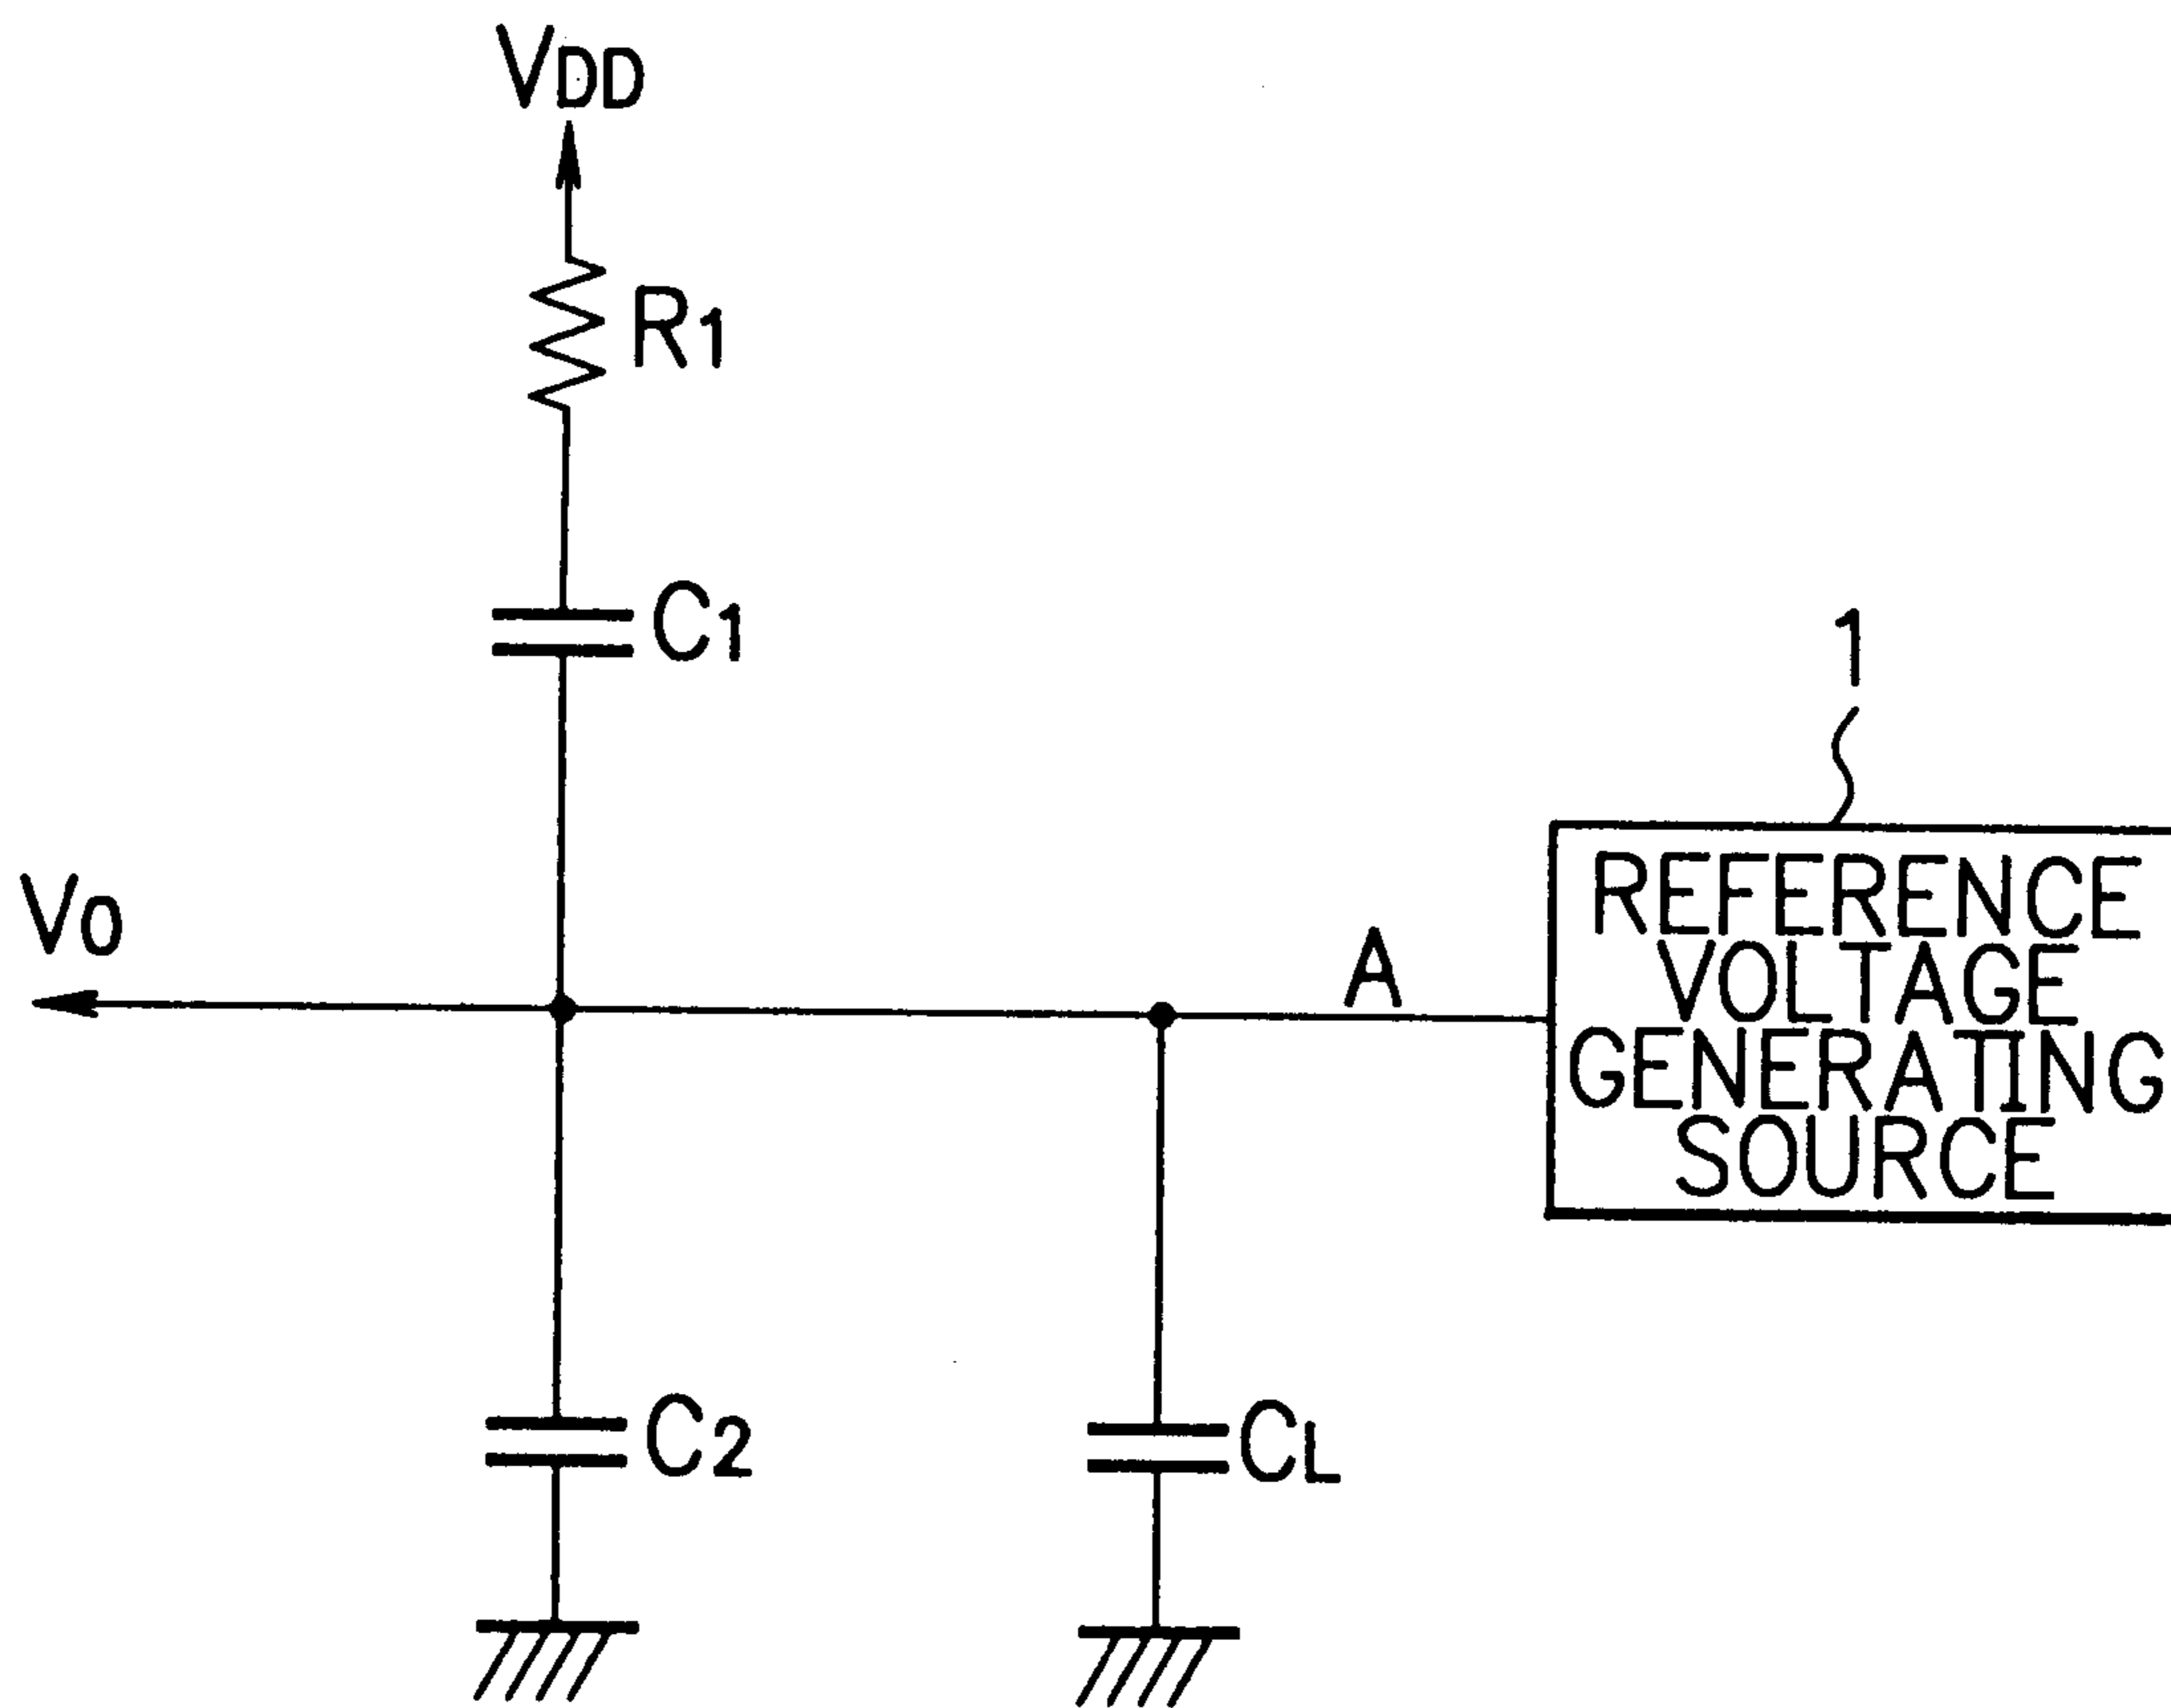 VDD
R1
C1
1
VO
A
REFERENCE
VOLTAGE
GENERATING
SOURCE
C2
CL